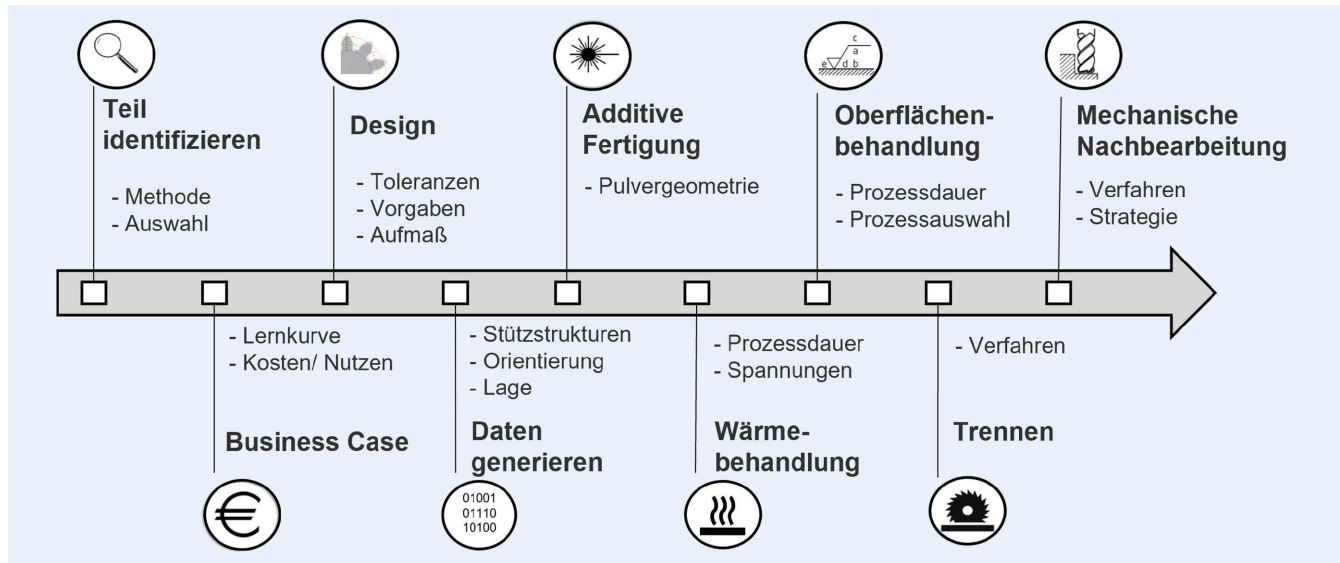 Teil
identifizieren
- Methode
- Auswahl
- Lernkurve
- Kosten/ Nutzen
Business Case
Design
- Toleranzen
- Vorgaben
- Aufmaß
- Stützstrukturen
- Orientierung
- Lage
Daten
generieren
01001
01110
10100
Additive
Fertigung
- Pulvergeometrie
- Prozessdauer
- Spannungen
Wärme-
behandlung
c
a
e d b
Oberflächen-
behandlung
- Prozessdauer
- Prozessauswahl
- Verfahren
Trennen
Mechanische
Nachbearbeitung
- Verfahren
- Strategie